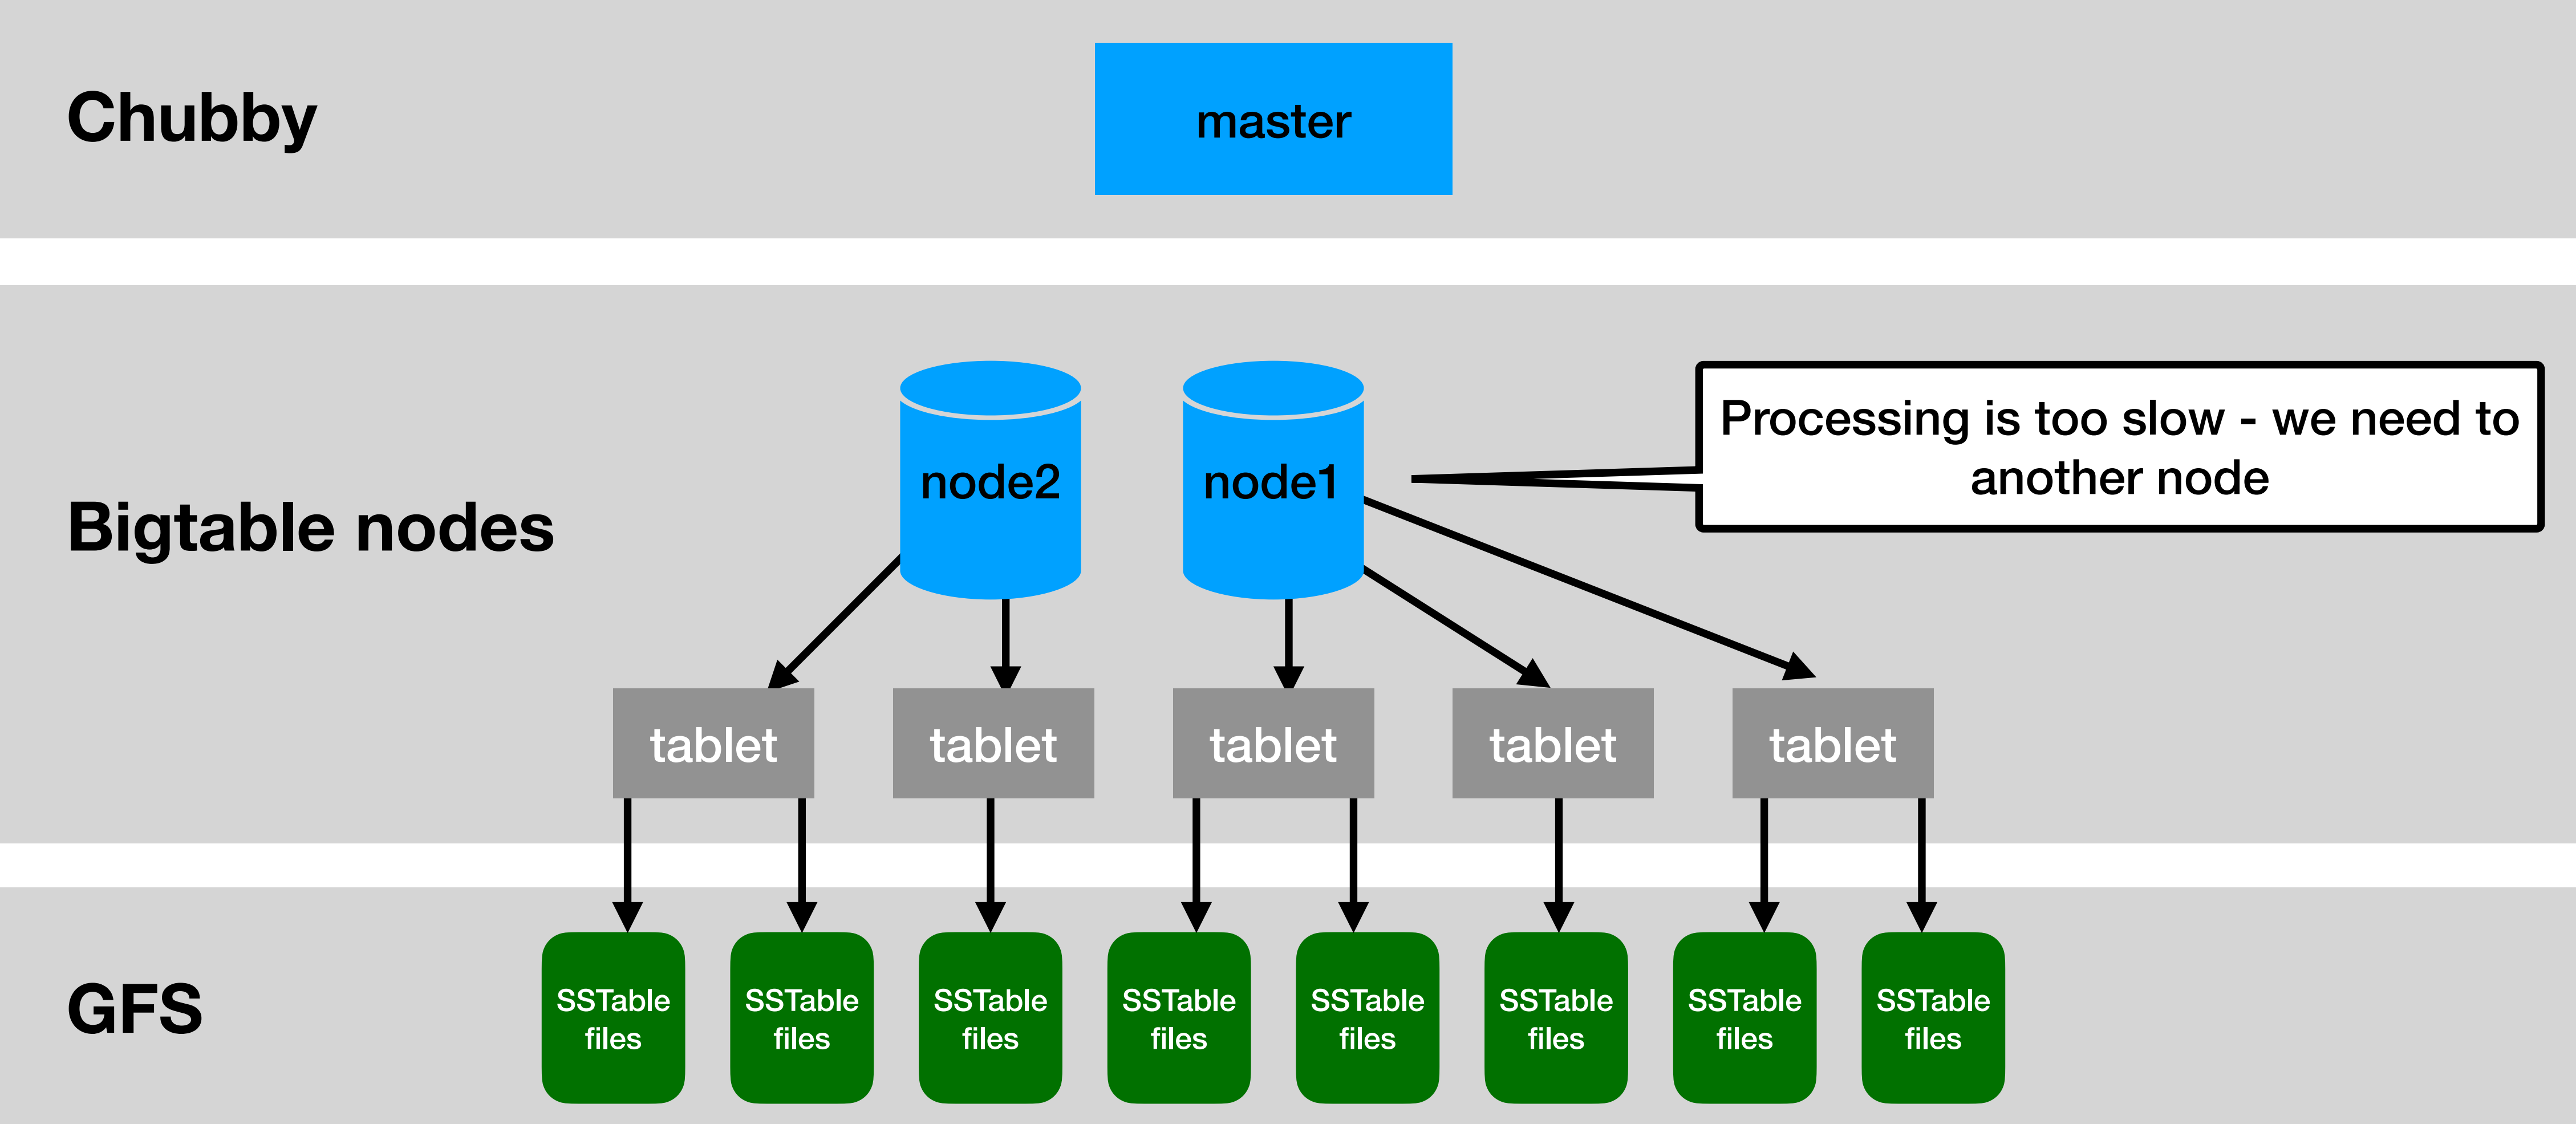 Chubby
master
Bigtable nodes
node2
node1
Processing is too slow - we need to
another node
tablet
tablet
tablet
tablet
tablet
GFS
SSTable
files
SSTable
files
SSTable
files
SSTable
files
SSTable
files
SSTable
files
SSTable
files
SSTable
files